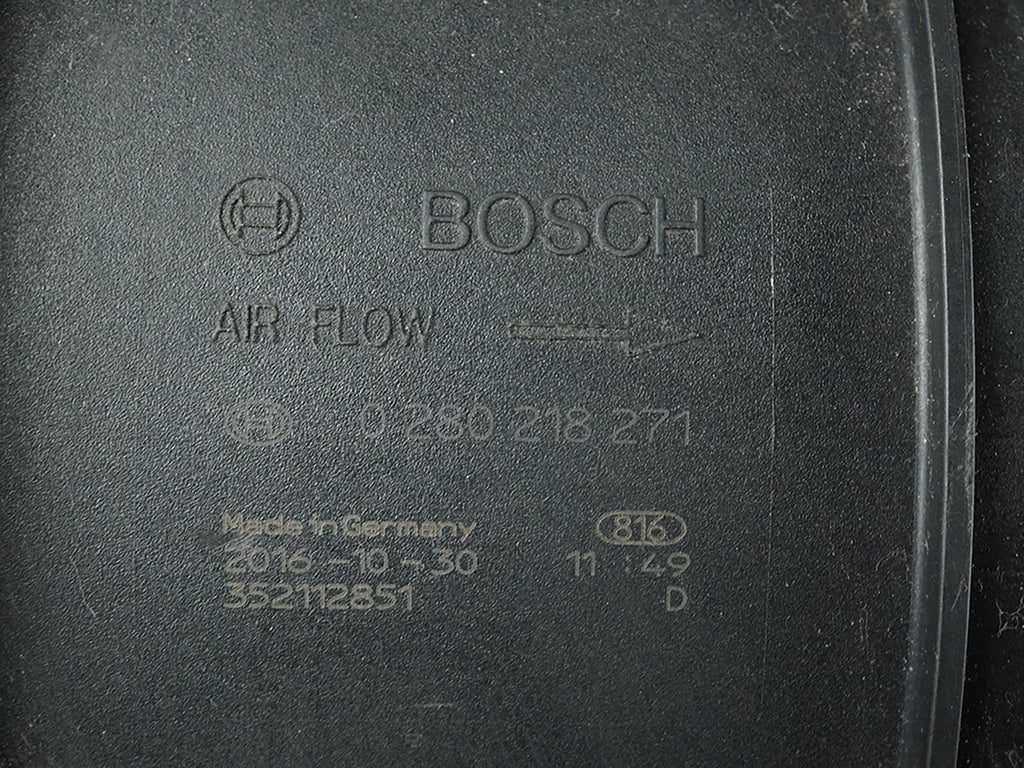 BOSCH
AIR FLOW
0 280 218 271
Made in Germany 816
2016-10-30 11:49
352112851 D